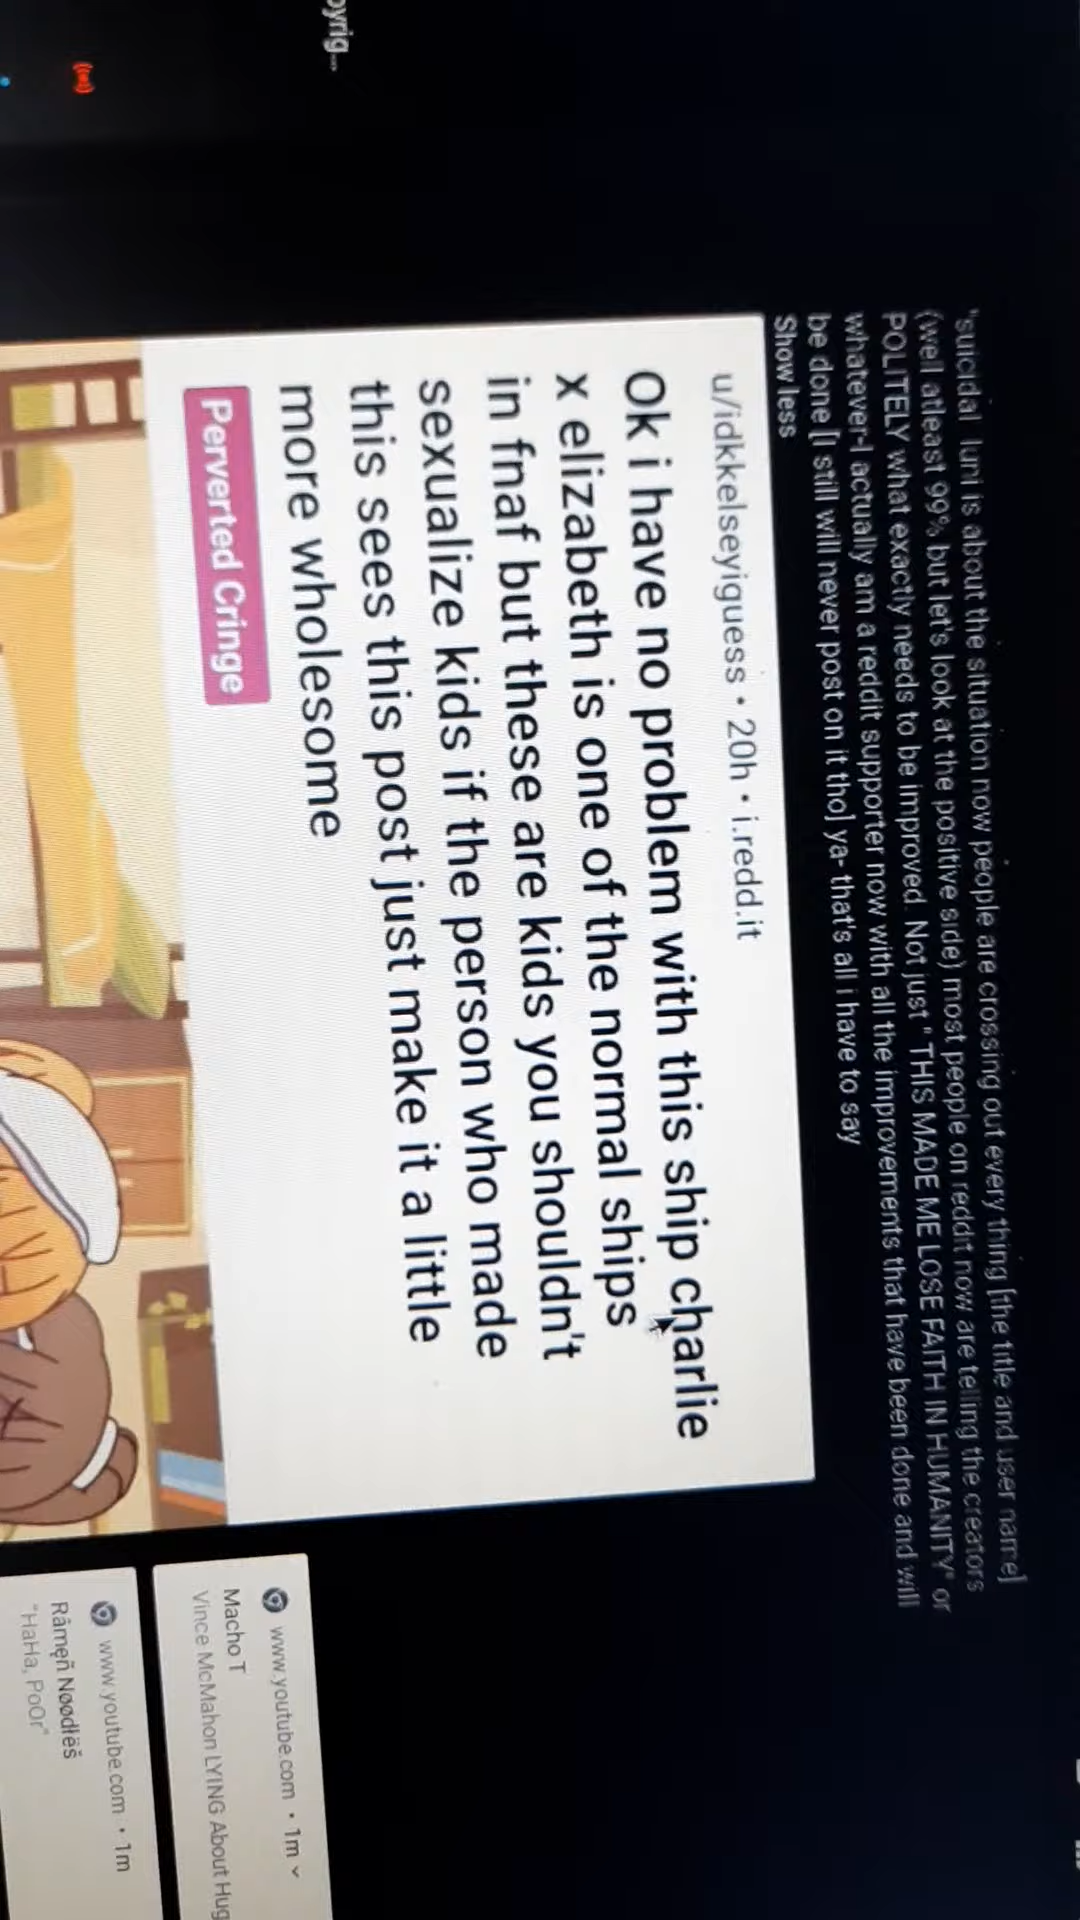 'suicidal' luni is about the situation now people are crossing out every thing [the title and user name]
(well atleast 99% but let's look at the positive side) most people on reddit now are telling the creators
POLITELY what exactly needs to be improved. Not just " THIS MADE ME LOSE FAITH IN HUMANITY" or
whatever-I actually am a reddit supporter now with all the improvements that have been done and will
be done [I still will never post on it tho] ya- that's all i have to say
Show less
u/idkkelseyiguess • 20h • i.redd.it
Ok i have no problem with this ship charlie
x elizabeth is one of the normal ships
in fnaf but these are kids you shouldn't
sexualize kids if the person who made
this sees this post just make it a little
more wholesome
Perverted Cringe
pyrig...
www.youtube.com • 1m
Macho T
Vince McMahon LYING About Hug
www.youtube.com • 1m
Râmęñ Nøødłëš
"HaHa, PoOr"